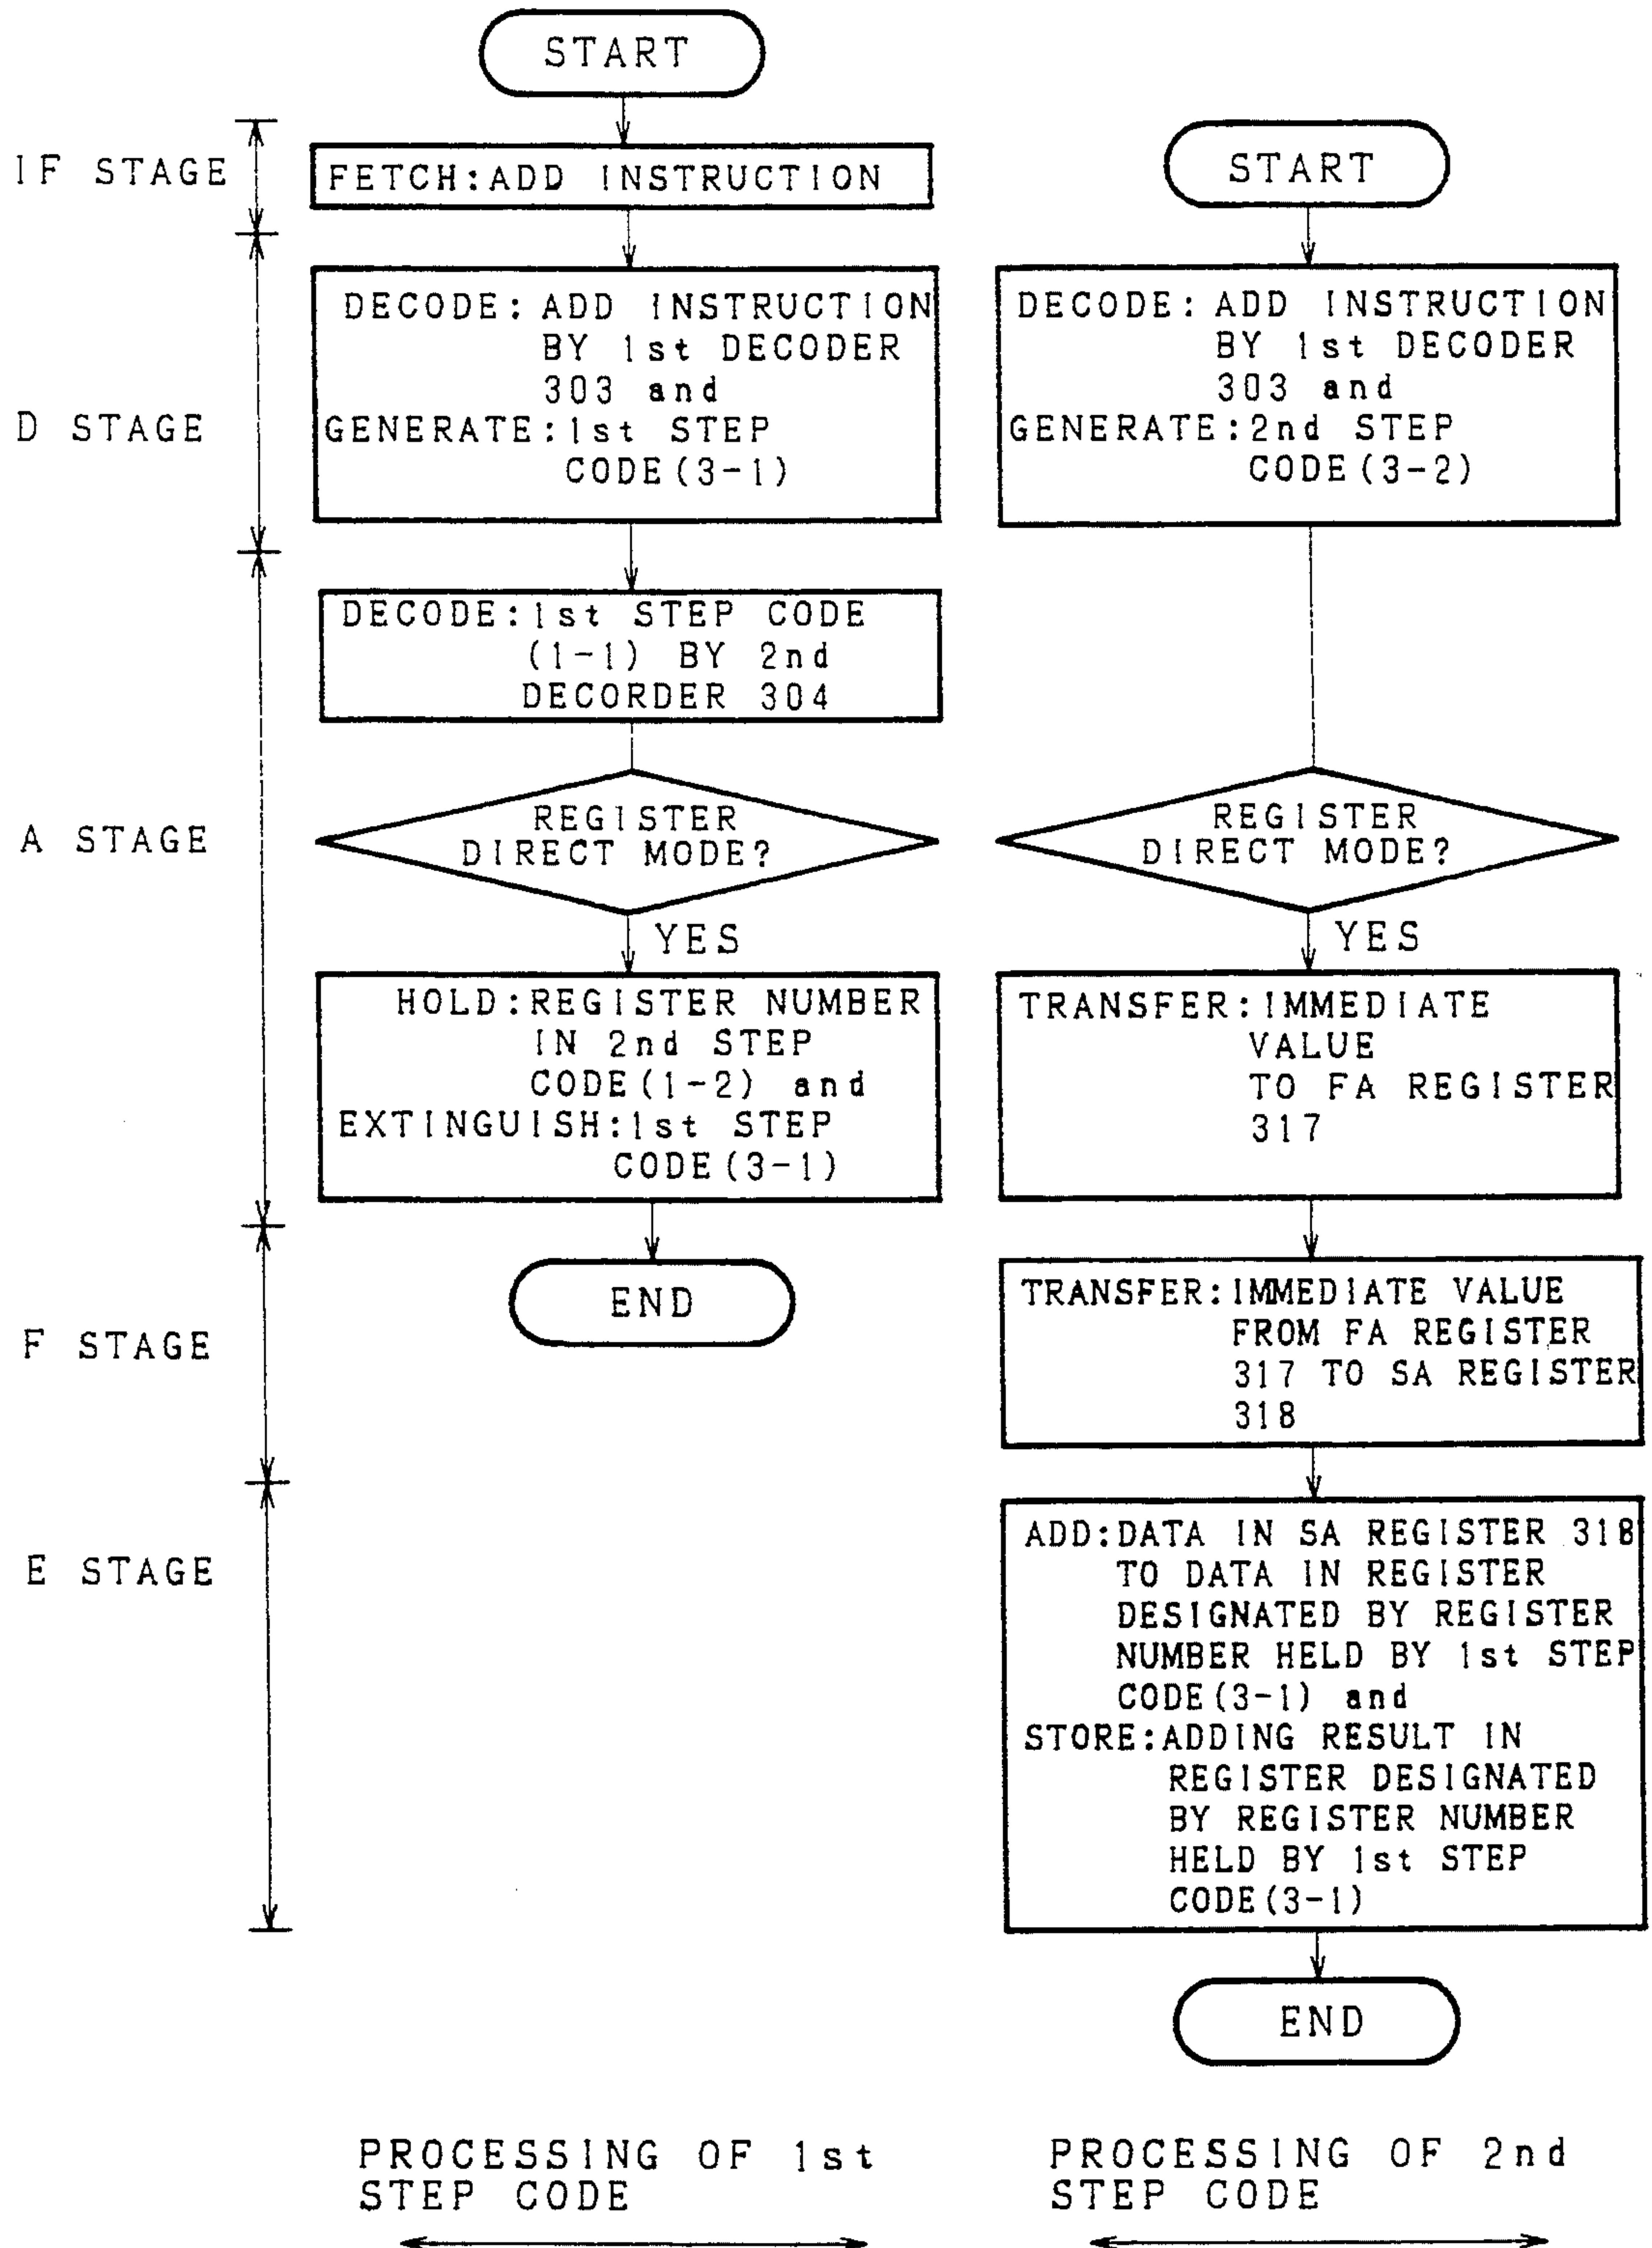 START
IF STAGE
FETCH:ADD INSTRUCTION
START
D STAGE
DECODE:ADD INSTRUCTION
BY 1st DECODER
303 and
GENERATE:1st STEP
CODE(3-1)
DECODE:ADD INSTRUCTION
BY 1st DECODER
303 and
GENERATE:2nd STEP
CODE(3-2)
A STAGE
DECODE:1st STEP CODE
(1-1) BY 2nd
DECORDER 304
REGISTER
DIRECT MODE?
YES
HOLD:REGISTER NUMBER
IN 2nd STEP
CODE(1-2) and
EXTINGUISH:1st STEP
CODE(3-1)
END
REGISTER
DIRECT MODE?
YES
TRANSFER:IMMEDIATE
VALUE
TO FA REGISTER
317
F STAGE
TRANSFER:IMMEDIATE VALUE
FROM FA REGISTER
317 TO SA REGISTER
318
E STAGE
ADD:DATA IN SA REGISTER 318
TO DATA IN REGISTER
DESIGNATED BY REGISTER
NUMBER HELD BY 1st STEP
CODE(3-1) and
STORE:ADDING RESULT IN
REGISTER DESIGNATED
BY REGISTER NUMBER
HELD BY 1st STEP
CODE(3-1)
END
PROCESSING OF 1st
STEP CODE
PROCESSING OF 2nd
STEP CODE